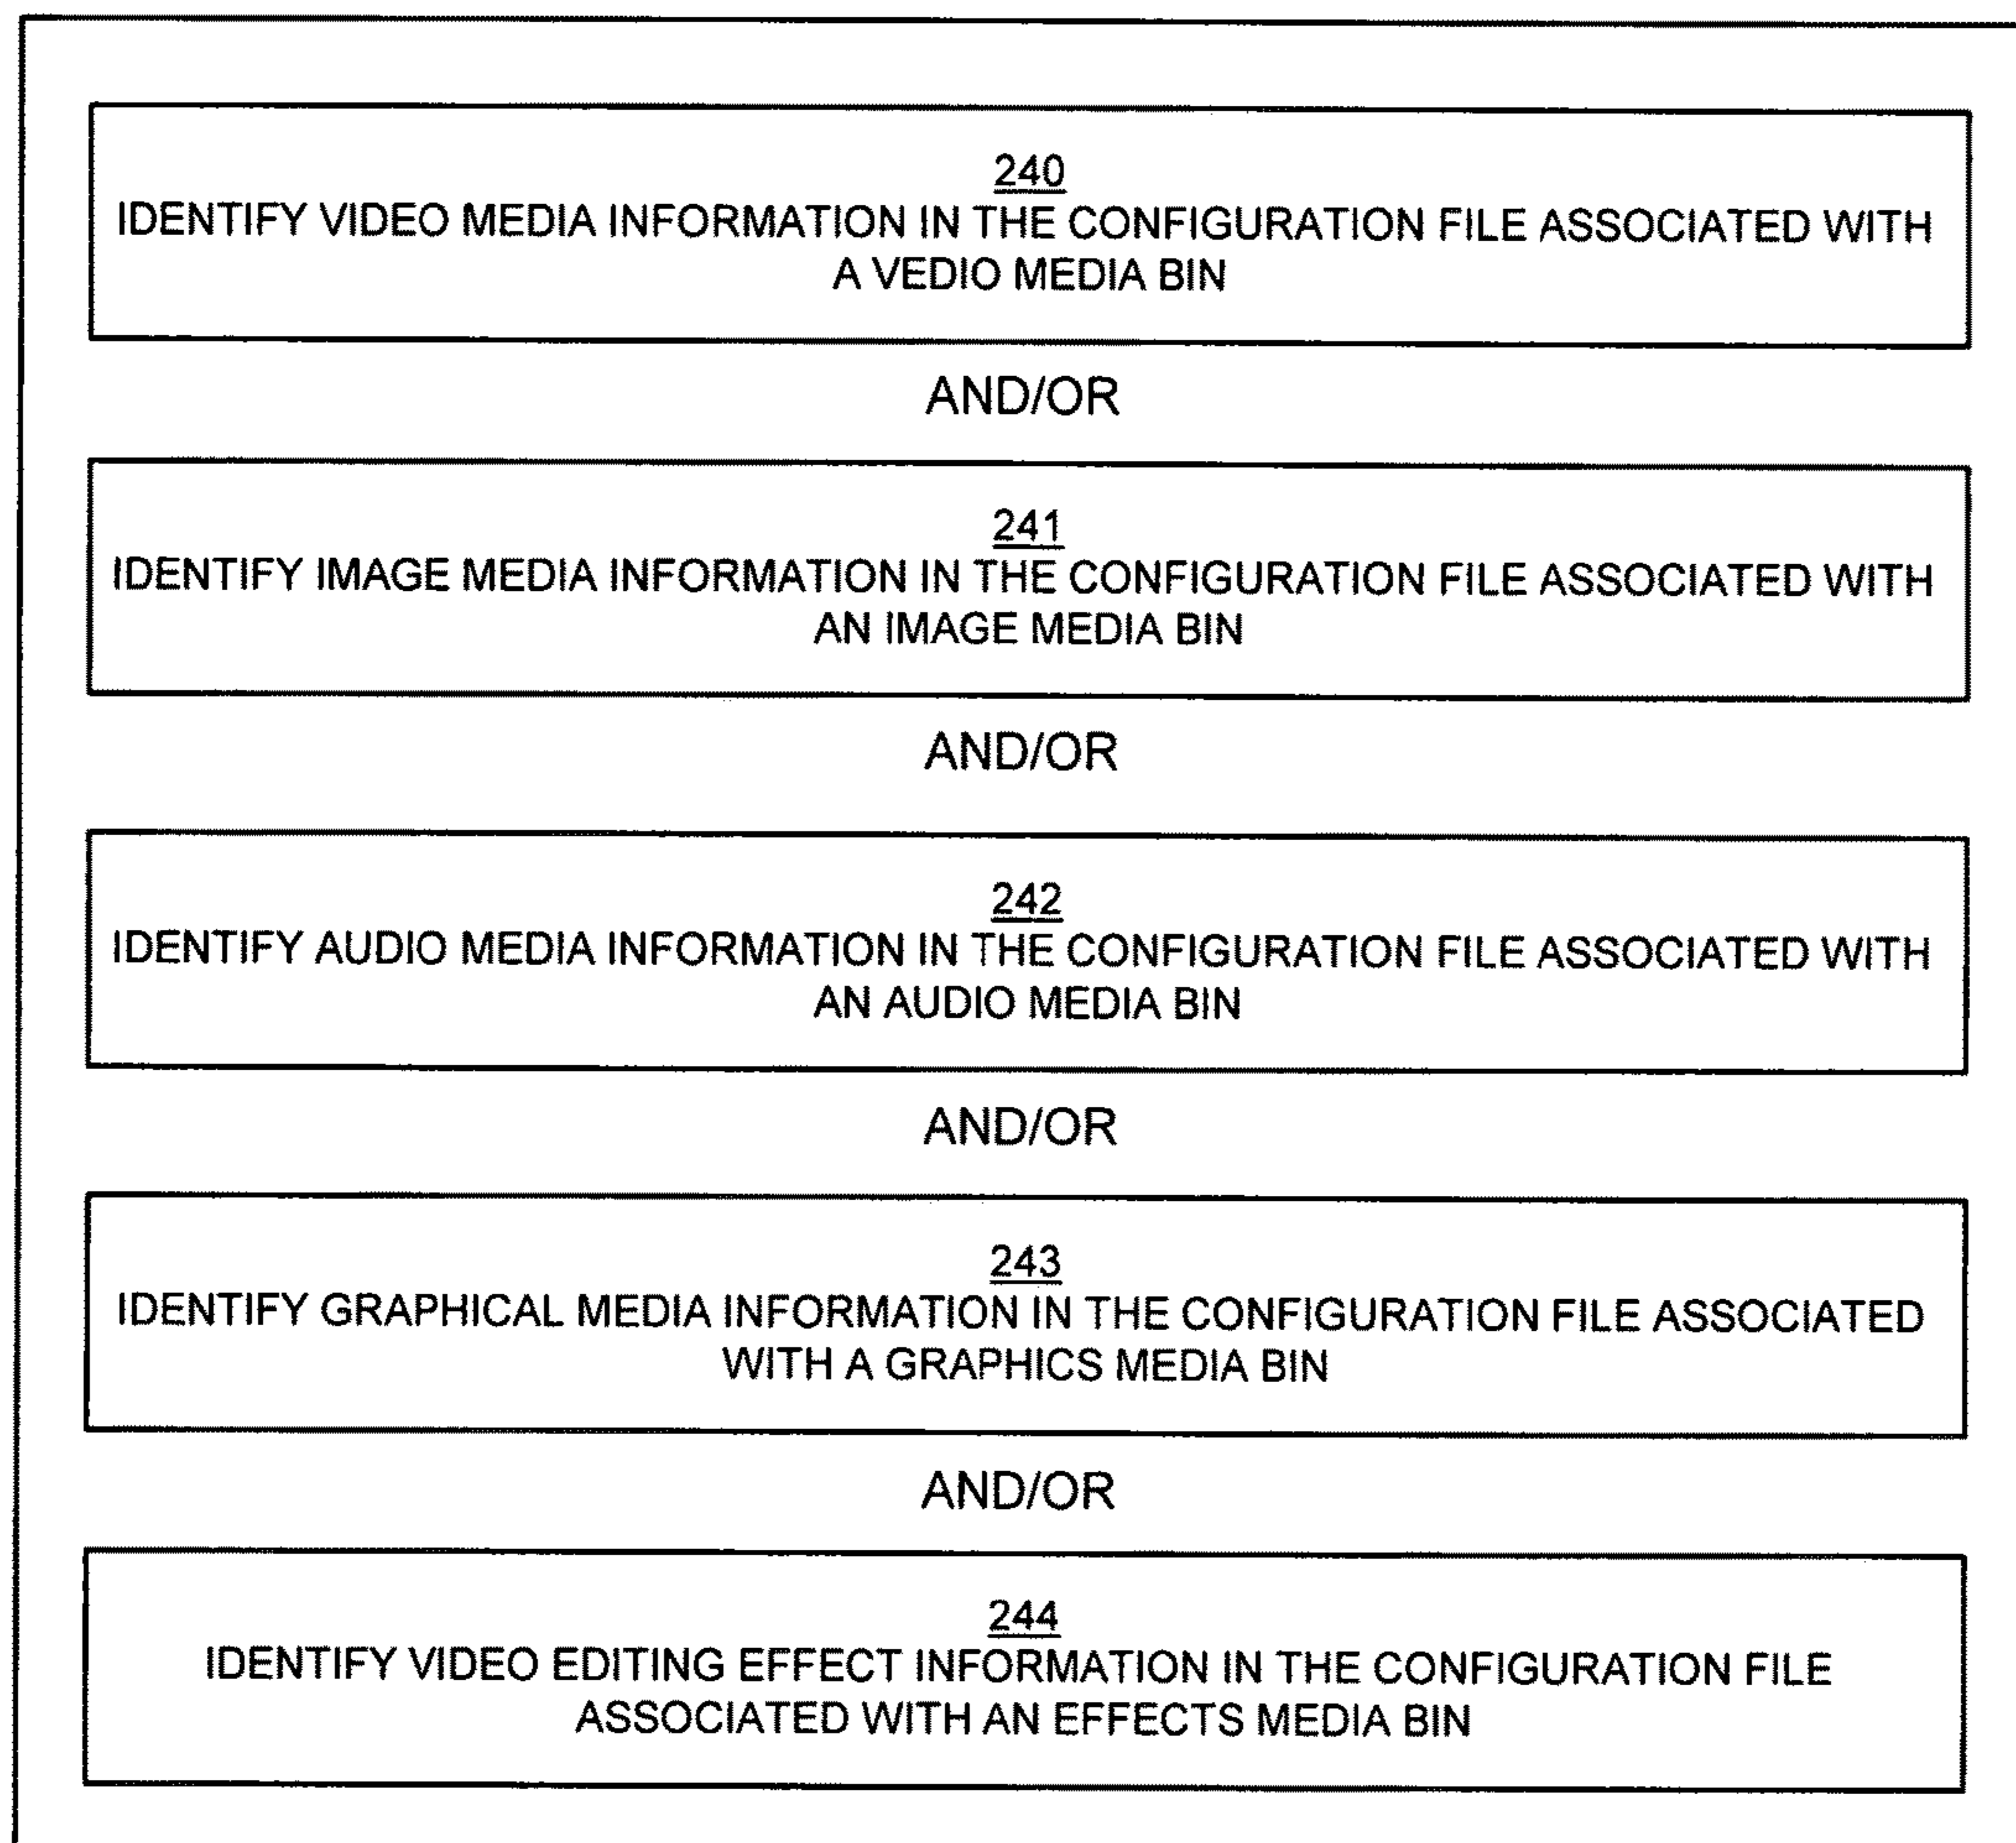 240
IDENTIFY VIDEO MEDIA INFORMATION IN THE CONFIGURATION FILE ASSOCIATED WITH
A VEDIO MEDIA BIN
AND/OR
241
IDENTIFY IMAGE MEDIA INFORMATION IN THE CONFIGURATION FILE ASSOCIATED WITH
AN IMAGE MEDIA BIN
AND/OR
242
IDENTIFY AUDIO MEDIA INFORMATION IN THE CONFIGURATION FILE ASSOCIATED WITH
AN AUDIO MEDIA BIN
AND/OR
243
IDENTIFY GRAPHICAL MEDIA INFORMATION IN THE CONFIGURATION FILE ASSOCIATED
WITH A GRAPHICS MEDIA BIN
AND/OR
244
IDENTIFY VIDEO EDITING EFFECT INFORMATION IN THE CONFIGURATION FILE
ASSOCIATED WITH AN EFFECTS MEDIA BIN